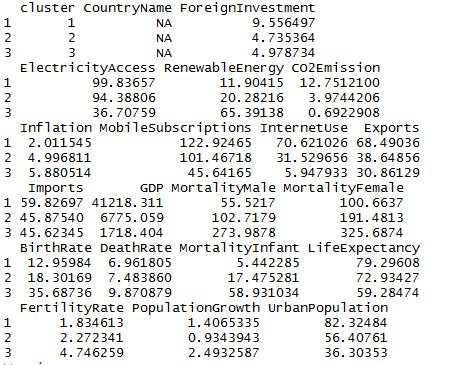 cluster CountryName ForeignInvestment
1 1 NA 9.556497
2 2 NA 4.735364
3 3 NA 4.978734
ElectricityAccess RenewableEnergy CO2Emission
1 99.83657 11.90415 12.7512100
2 94.38806 20.28216 3.9744206
3 36.70759 65.39138 0.6922908
Inflation MobileSubscriptions InternetUse Exports
1 2.011545 122.92465 70.621026 68.49036
2 4.996811 101.46718 31.529656 38.64856
3 5.880514 45.64165 5.947933 30.86129
Imports GDP MortalityMale MortalityFemale
1 59.82697 41218.311 55.5217 100.6637
2 45.87540 6775.059 102.7179 191.4813
3 45.62345 1718.404 273.9878 325.6874
BirthRate DeathRate MortalityInfant LifeExpectancy
1 12.95984 6.961805 5.442285 79.29608
2 18.30169 7.483860 17.475281 72.93427
3 35.68736 9.870879 58.931034 59.28474
FertilityRate PopulationGrowth UrbanPopulation
1 1.834613 1.4065335 82.32484
2 2.272341 0.9343943 56.40761
3 4.746259 2.4932587 36.30353